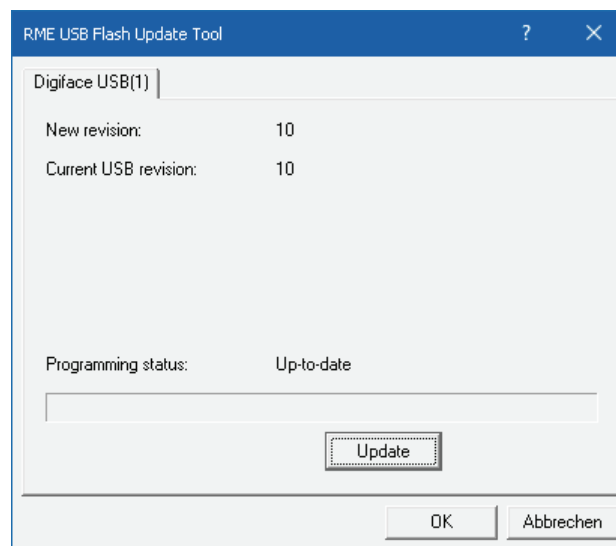 RME USB Flash Update Tool ? ×
Digiface USB(1)
New revision: 10
Current USB revision: 10
Programming status: Up-to-date
Update
OK Abbrechen